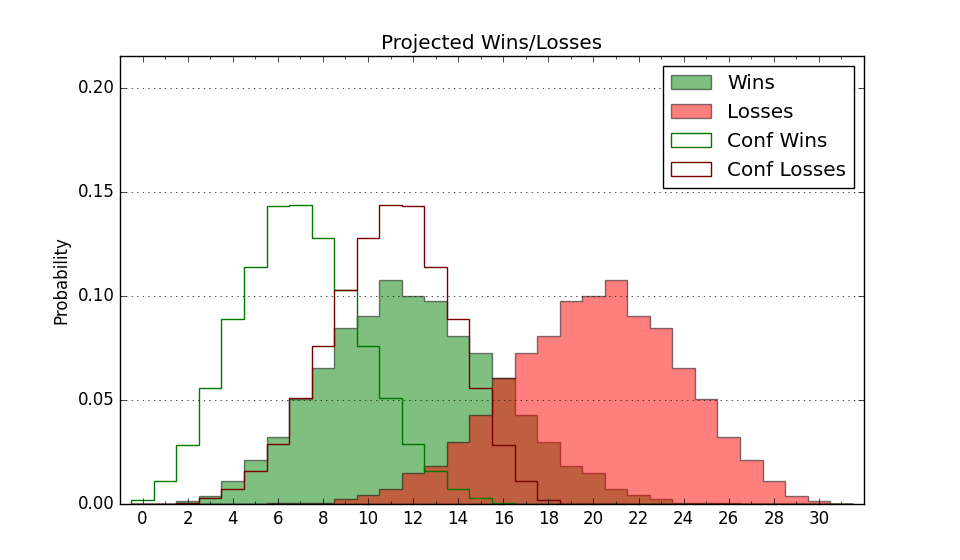 Projected Wins/Losses
Wins
Losses
Conf Wins
Conf Losses
Probability
0.20
0.15
0.10
0.05
0.00
0 2 4 6 8 10 12 14 16 18 20 22 24 26 28 30